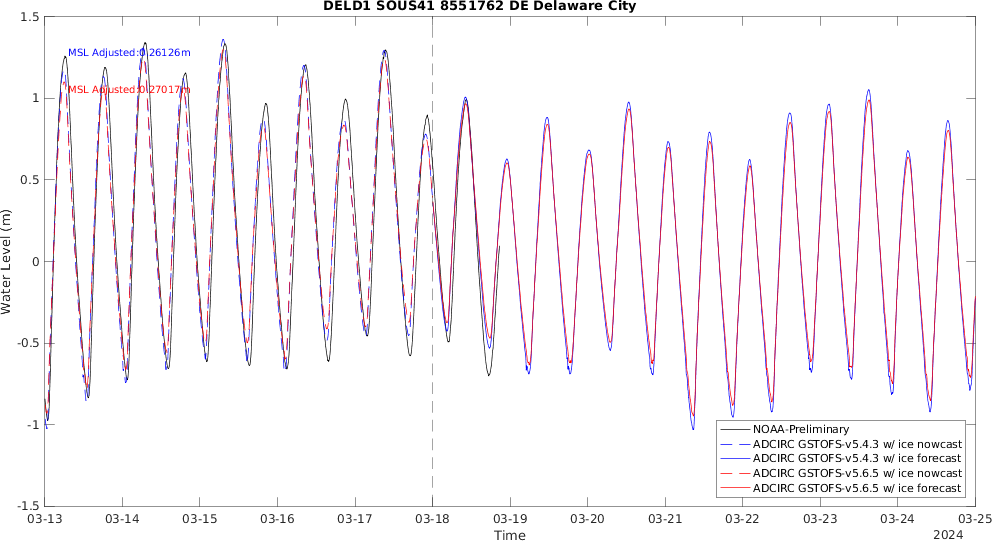 DELD1 SOUS41 8551762 DE Delaware City
1.5
1
0.5
0
-0.5
-1
-1.5
Water Level (m)
MSL Adjusted:0.26126m
MSL Adjusted:0.27017m
NOAA-Preliminary
ADCIRC GSTOFS-v5.4.3 w/ ice nowcast
ADCIRC GSTOFS-v5.4.3 w/ ice forecast
ADCIRC GSTOFS-v5.6.5 w/ ice nowcast
ADCIRC GSTOFS-v5.6.5 w/ ice forecast
03-13 03-14 03-15 03-16 03-17 03-18 03-19 03-20 03-21 03-22 03-23 03-24 03-25
Time
2024